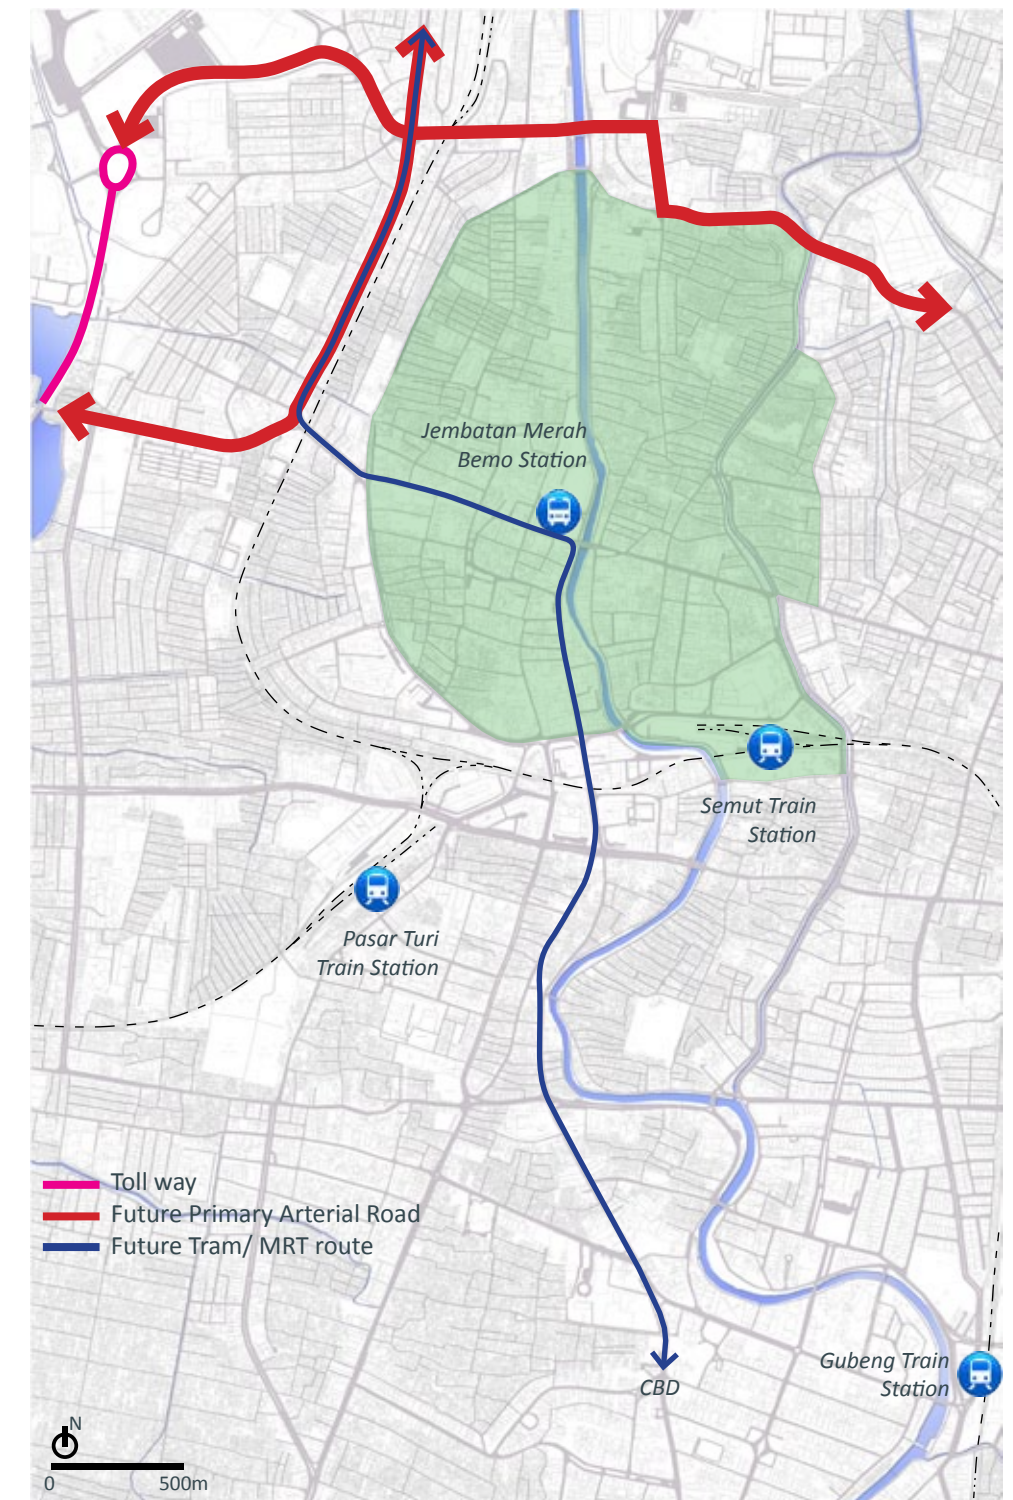 Jembatan Merah
Bemo Station
Semut Train
Station
Pasar Turi
Train Station
Toll way
Future Primary Arterial Road
Future Tram/ MRT route
Gubeng Train
Station
CBD
N
0 500m